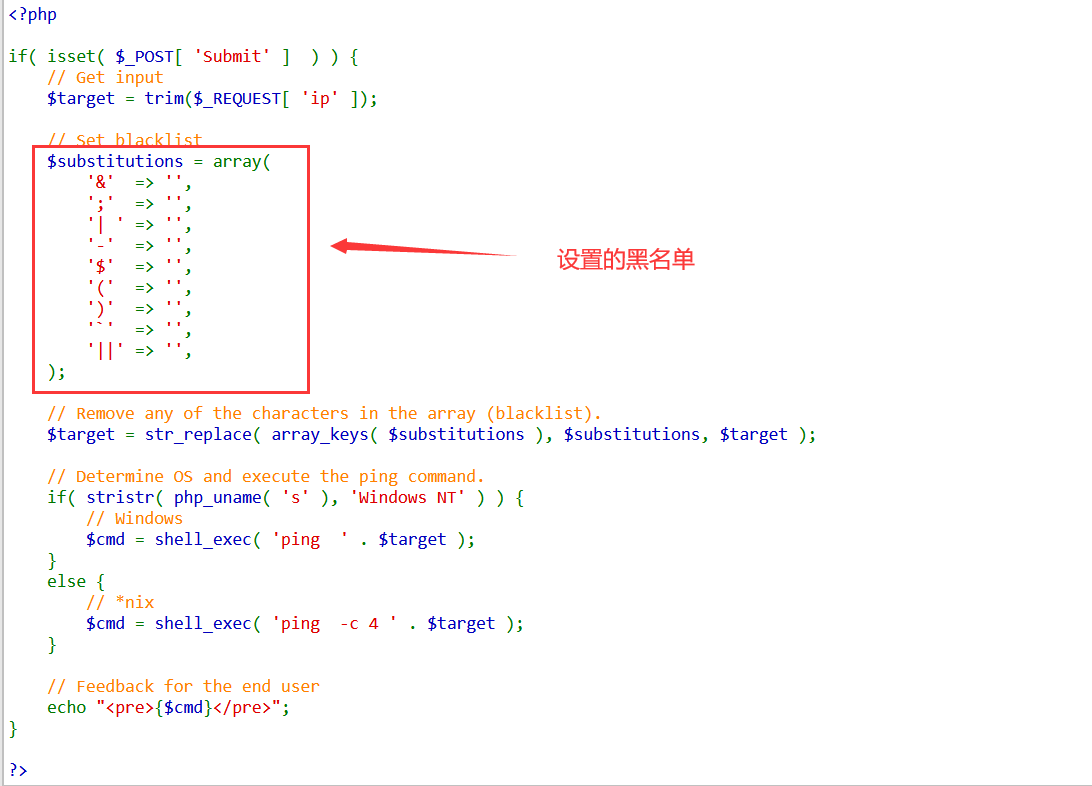 <?php
if( isset( $_POST[ 'Submit' ]  ) ) {
    // Get input
    $target = trim($_REQUEST[ 'ip' ]);
    // Set blacklist
    $substitutions = array(
        '&'  => '',
        ';'  => '',
        '| ' => '',
        '-'  => '',
        '$'  => '',
        '('  => '',
        ')'  => '',
        '`'  => '',
        '||' => '',
    );
设置的黑名单
    // Remove any of the characters in the array (blacklist).
    $target = str_replace( array_keys( $substitutions ), $substitutions, $target );
    // Determine OS and execute the ping command.
    if( stristr( php_uname( 's' ), 'Windows NT' ) ) {
        // Windows
        $cmd = shell_exec( 'ping  ' . $target );
    }
    else {
        // *nix
        $cmd = shell_exec( 'ping  -c 4 ' . $target );
    }
    // Feedback for the end user
    echo "<pre>{$cmd}</pre>";
}
?>